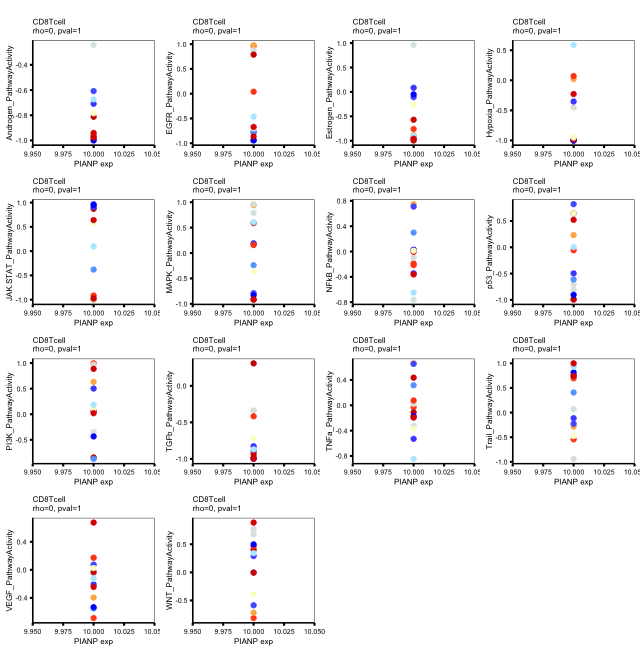 CD8Tcell
rho=0, pval=1
Androgen_PathwayActivity
-0.4
-0.6
-0.8
-1.0
9.950 9.975 10.000 10.025 10.05
PIANP exp
CD8Tcell
rho=0, pval=1
EGFR_PathwayActivity
1.0
0.5
0.0
-0.5
-1.0
9.950 9.975 10.000 10.025 10.05
PIANP exp
CD8Tcell
rho=0, pval=1
Estrogen_PathwayActivity
1.0
0.5
0.0
-0.5
-1.0
9.950 9.975 10.000 10.025 10.05
PIANP exp
CD8Tcell
rho=0, pval=1
Hypoxia_PathwayActivity
0.5
0.0
-0.5
-1.0
9.950 9.975 10.000 10.025 10.050
PIANP exp
CD8Tcell
rho=0, pval=1
JAK-STAT_PathwayActivity
1.0
0.5
0.0
-0.5
-1.0
9.950 9.975 10.000 10.025 10.05
PIANP exp
CD8Tcell
rho=0, pval=1
MAPK_PathwayActivity
1.0
0.5
0.0
-0.5
-1.0
9.950 9.975 10.000 10.025 10.05
PIANP exp
CD8Tcell
rho=0, pval=1
NFkB_PathwayActivity
0.8
0.4
0.0
-0.4
-0.8
9.950 9.975 10.000 10.025 10.05
PIANP exp
CD8Tcell
rho=0, pval=1
p53_PathwayActivity
0.5
0.0
-0.5
-1.0
9.950 9.975 10.000 10.025 10.050
PIANP exp
CD8Tcell
rho=0, pval=1
PI3K_PathwayActivity
1.0
0.5
0.0
-0.5
9.950 9.975 10.000 10.025 10.05
PIANP exp
CD8Tcell
rho=0, pval=1
TGFb_PathwayActivity
0.0
-0.5
-1.0
9.950 9.975 10.000 10.025 10.05
PIANP exp
CD8Tcell
rho=0, pval=1
TNFa_PathwayActivity
0.4
0.0
-0.4
-0.8
9.950 9.975 10.000 10.025 10.05
PIANP exp
CD8Tcell
rho=0, pval=1
Trail_PathwayActivity
1.0
0.5
0.0
-0.5
-1.0
9.950 9.975 10.000 10.025 10.050
PIANP exp
CD8Tcell
rho=0, pval=1
VEGF_PathwayActivity
0.4
0.0
-0.4
9.950 9.975 10.000 10.025 10.05
PIANP exp
CD8Tcell
rho=0, pval=1
WNT_PathwayActivity
0.5
0.0
-0.5
9.950 9.975 10.000 10.025 10.050
PIANP exp